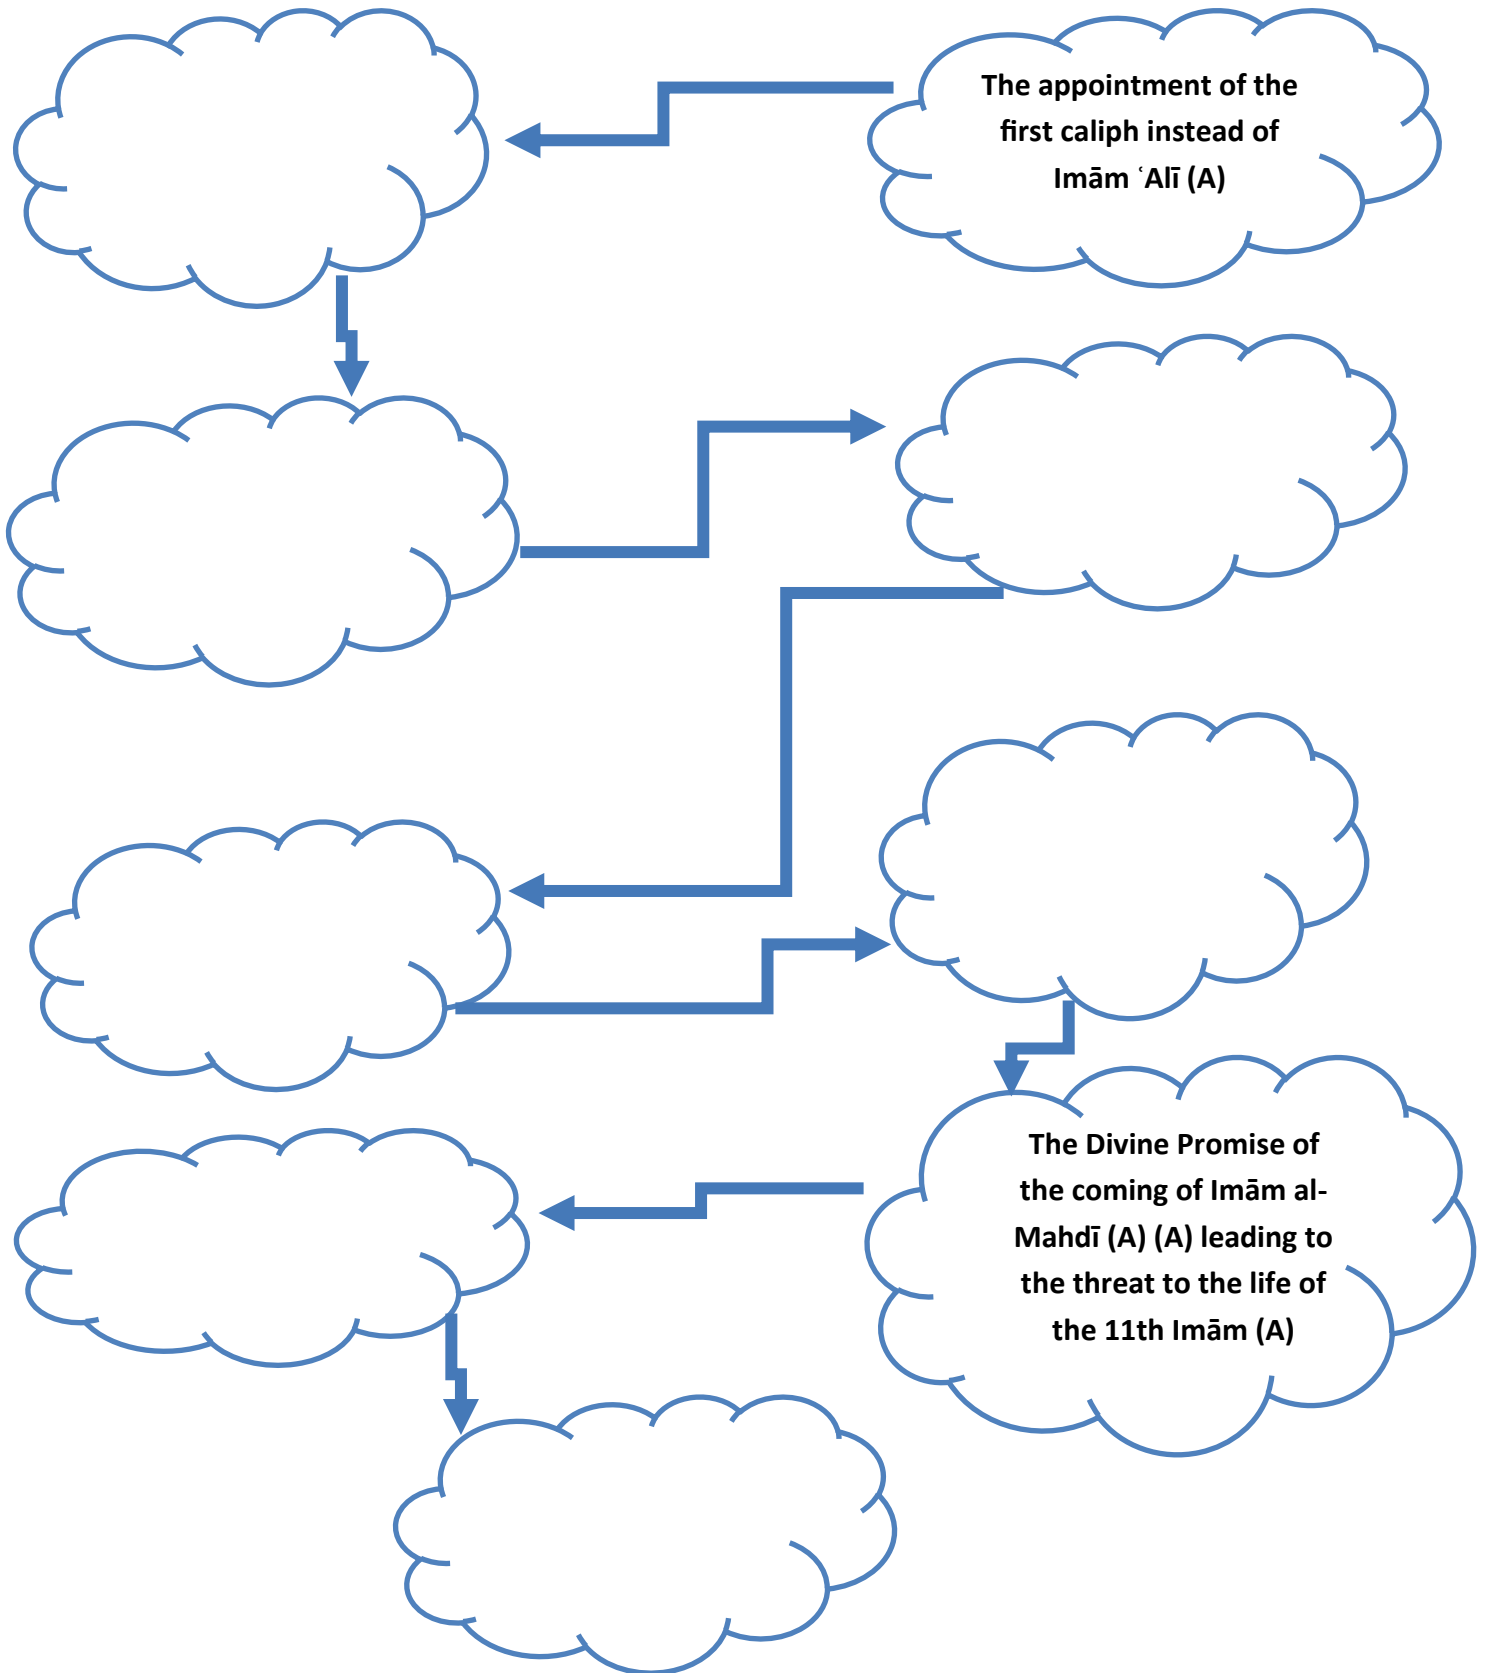 The appointment of the
first caliph instead of
Imām ʿAlī (A)
The Divine Promise of
the coming of Imām al-
Mahdī (A) (A) leading to
the threat to the life of
the 11th Imām (A)